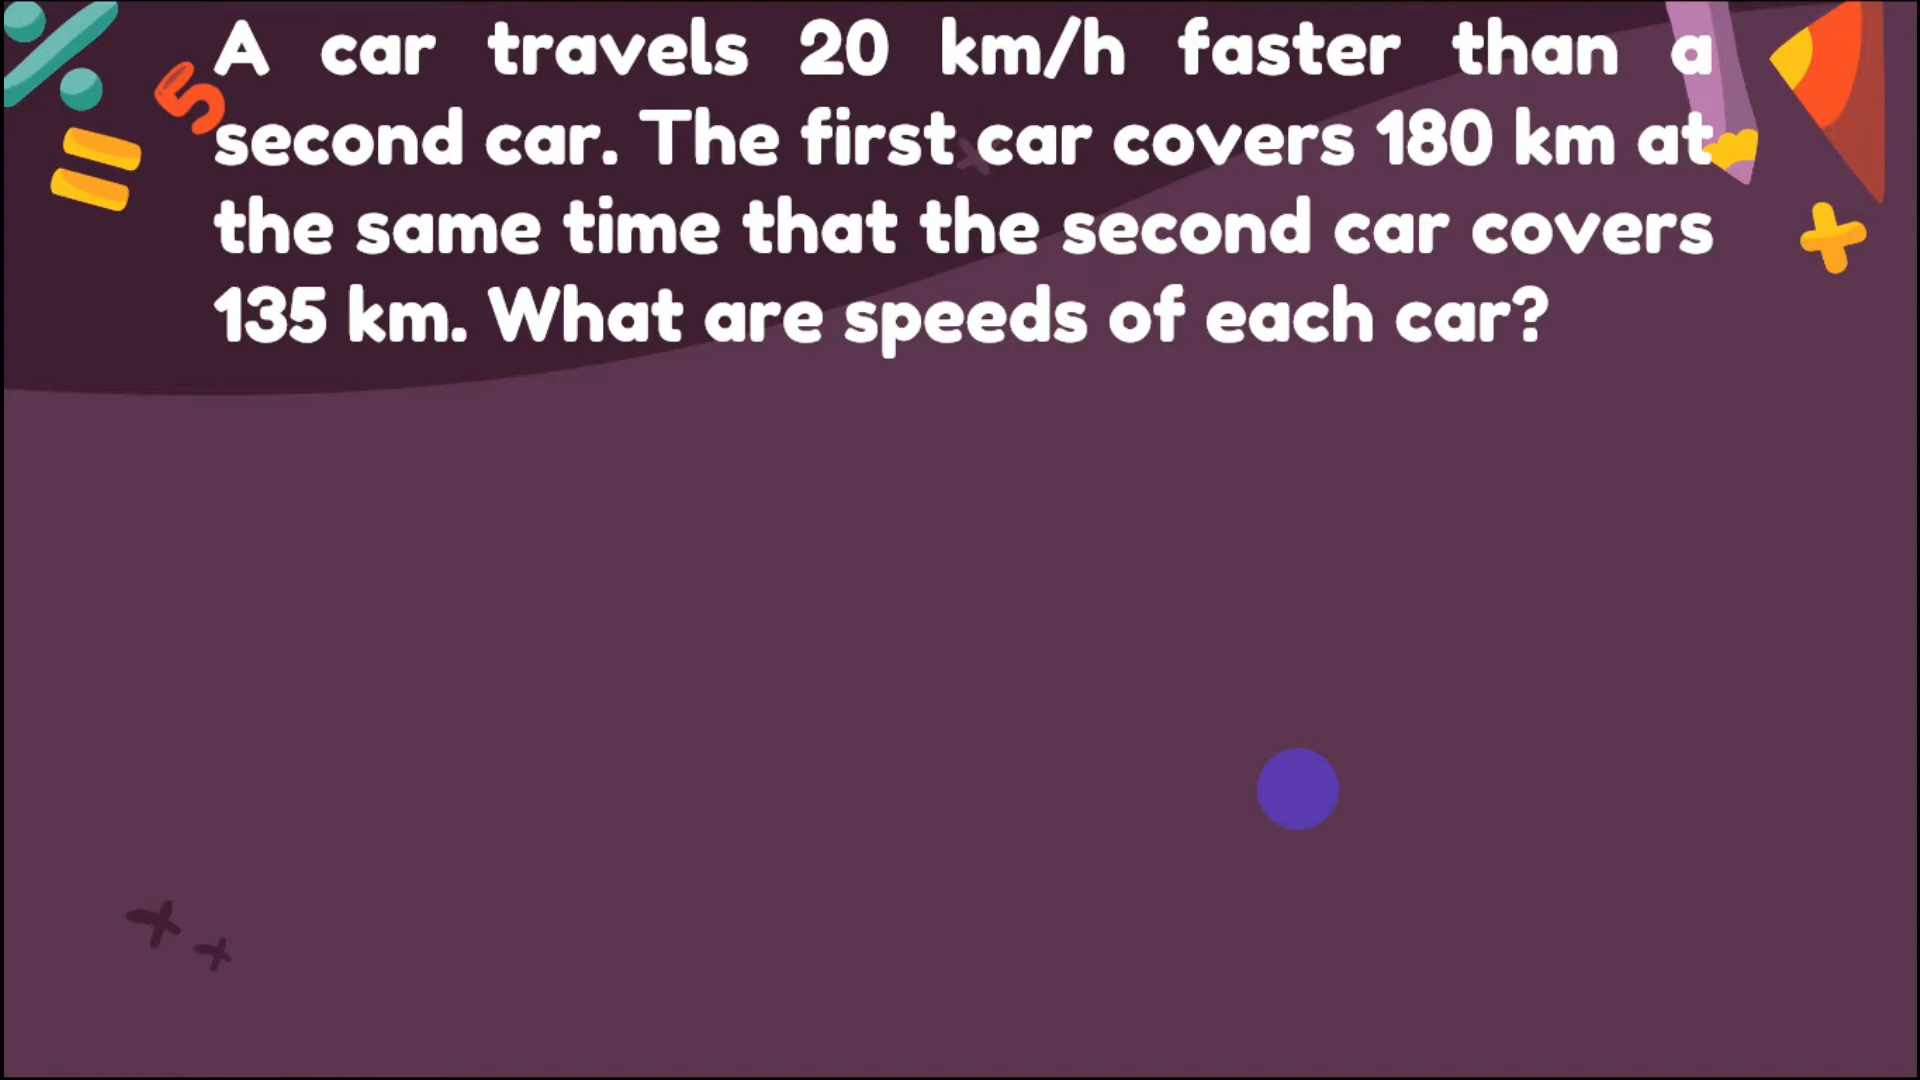 A car travels 20 km/h faster than a
second car. The first car covers 180 km at
the same time that the second car covers
135 km. What are speeds of each car?
5